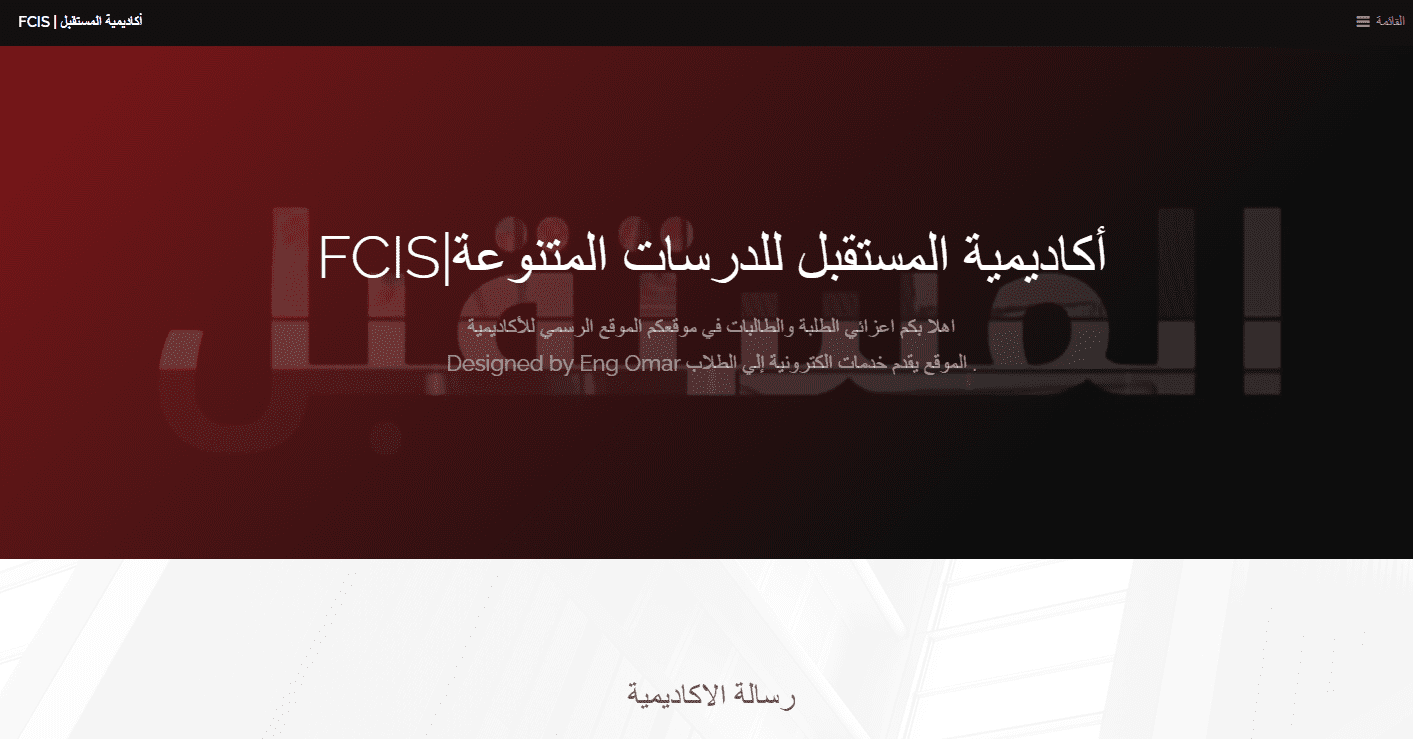 أكاديمية المستقبل | FCIS
القائمة
أكاديمية المستقبل للدرسات المتنوعة|FCIS
المستقبل
اهلا بكم اعزائي الطلبة والطالبات في موقعكم الموقع الرسمي للأكاديمية
. الموقع يقدم خدمات الكترونية إلي الطلاب Designed by Eng Omar
رسالة الاكاديمية